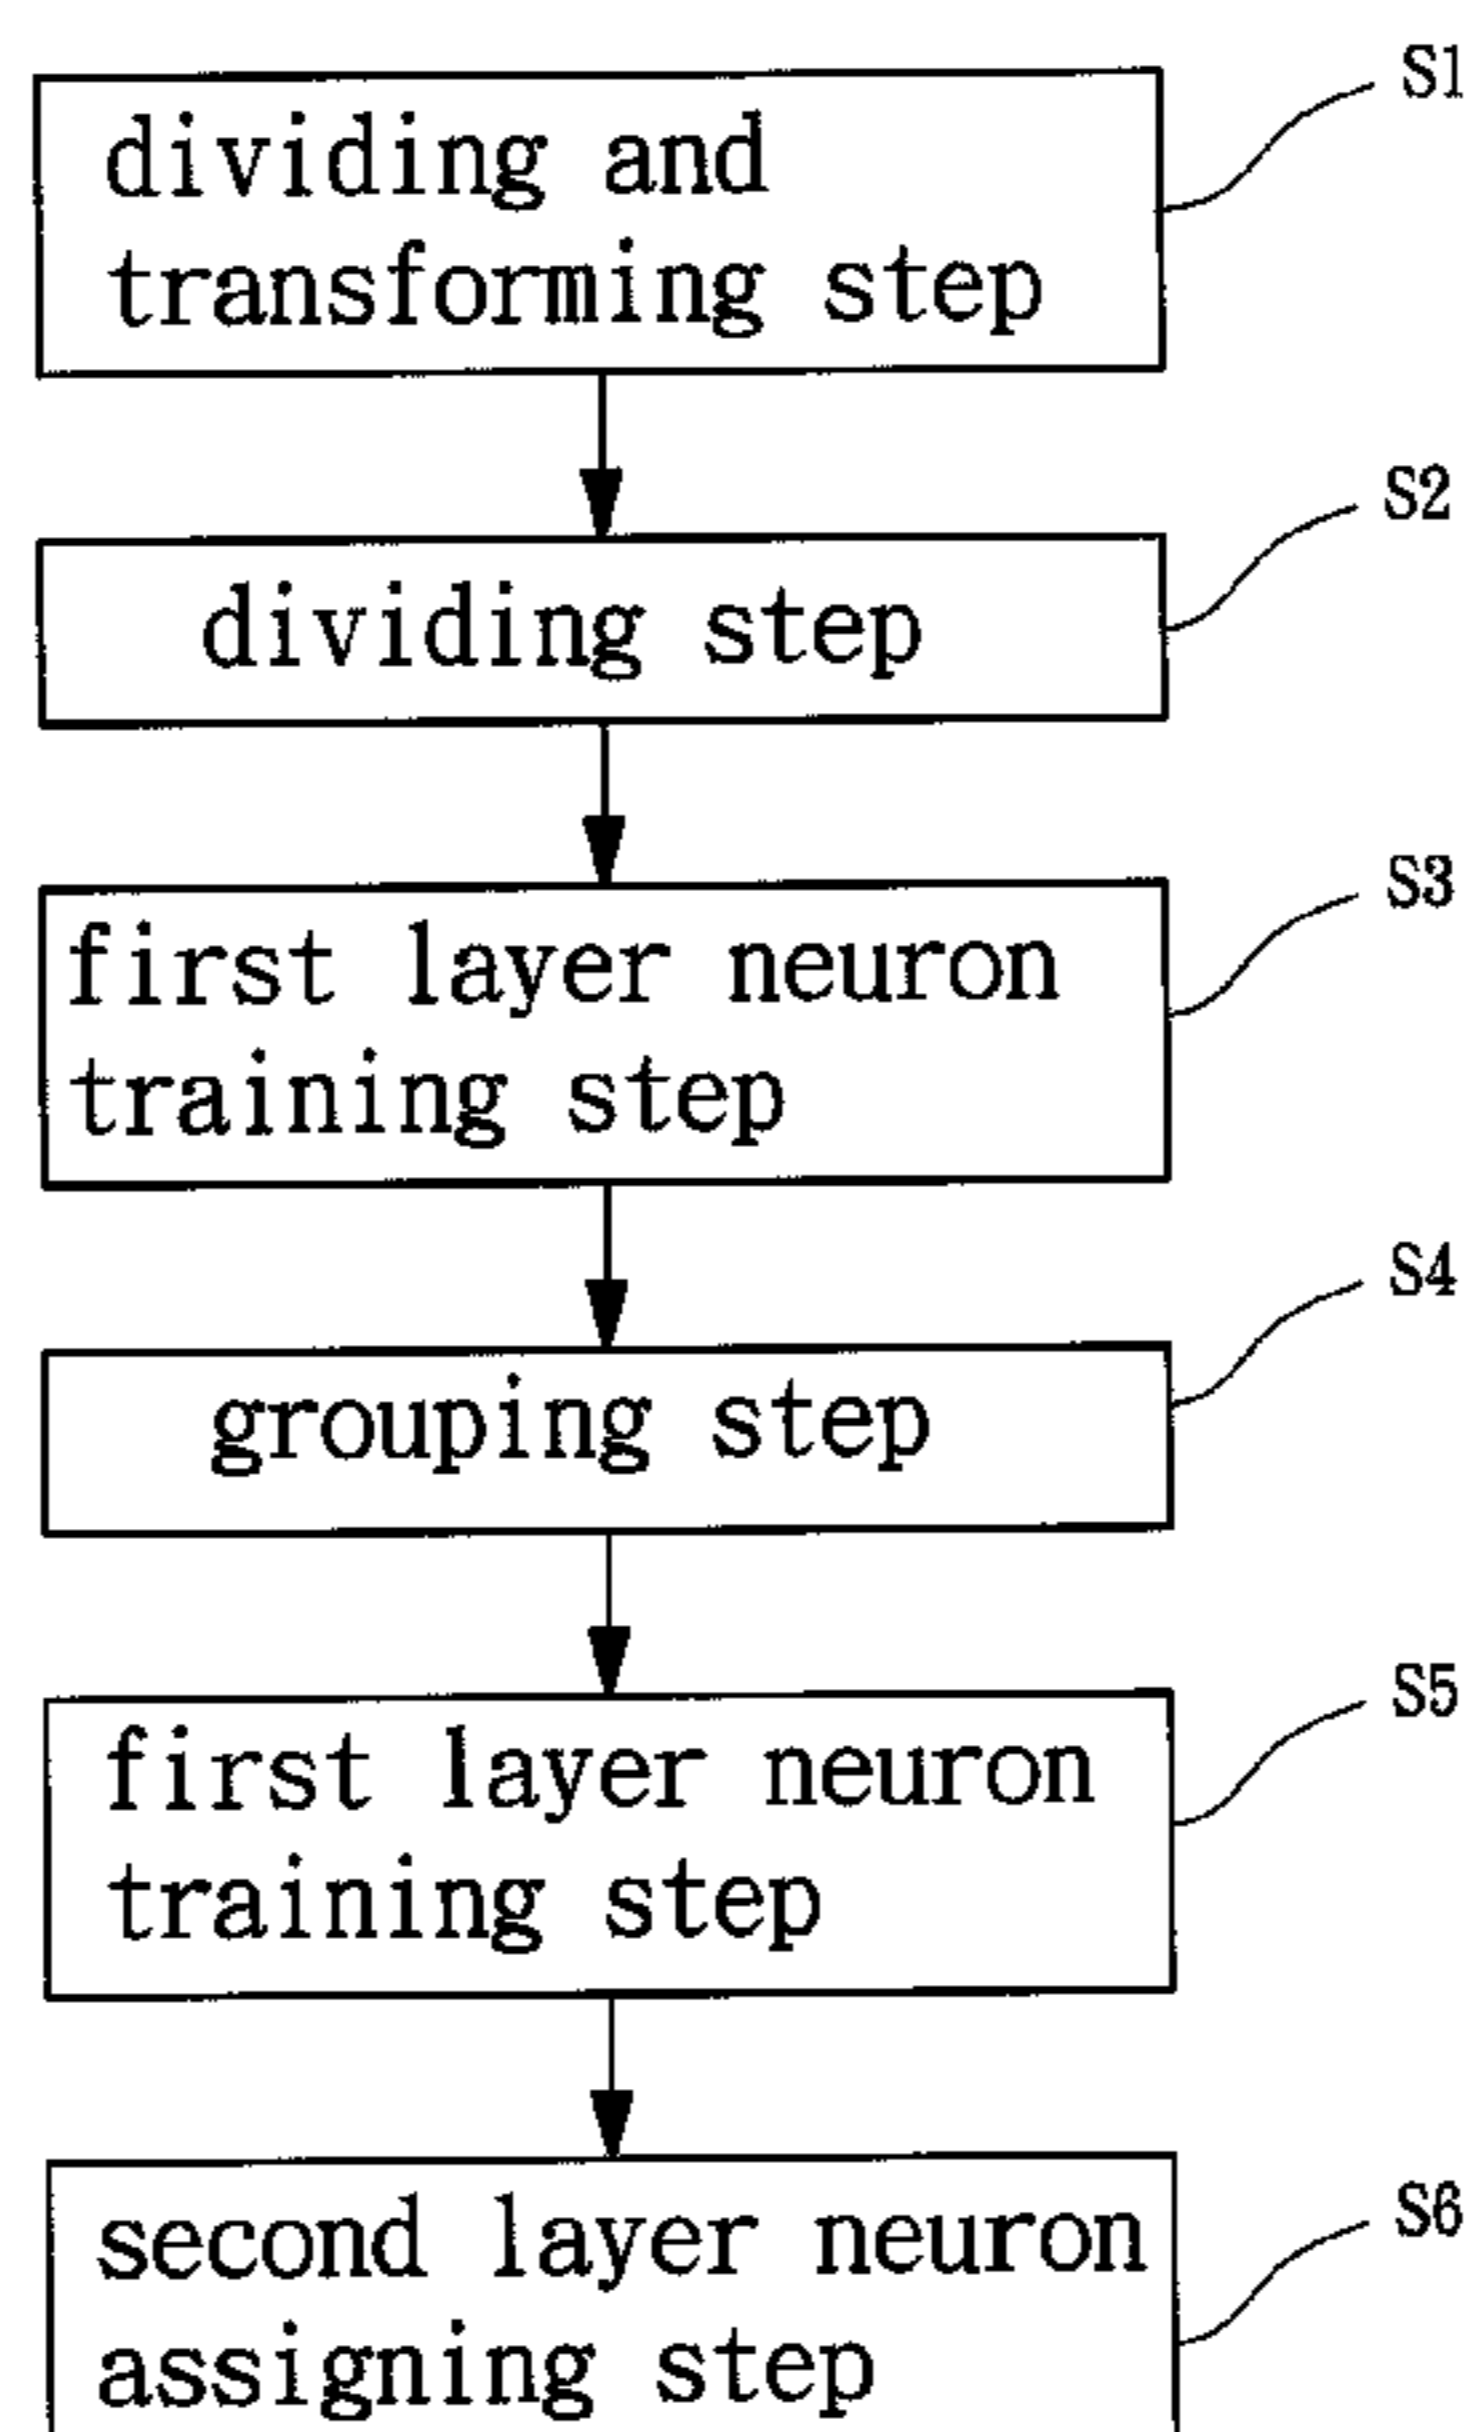 S1
dividing and
transforming step
S2
dividing step
S3
first layer neuron
training step
S4
grouping step
S5
first layer neuron
training step
S6
second layer neuron
assigning step